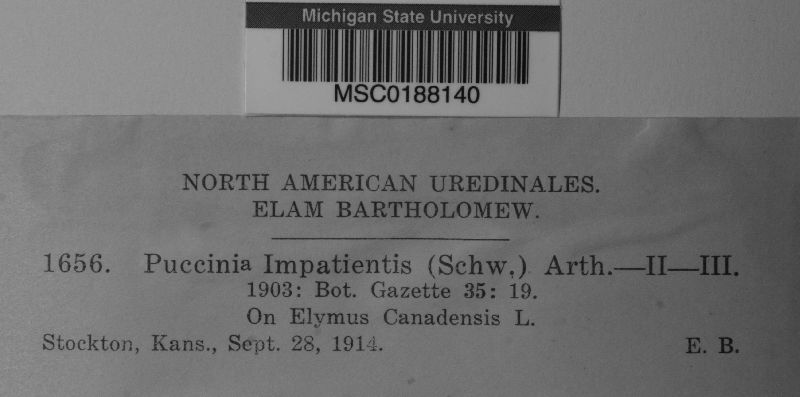 Michigan State University
MSC0188140
NORTH AMERICAN UREDINALES.
ELAM BARTHOLOMEW.
1656. Puccinia Impatientis (Schw.) Arth.—II—III.
1903: Bot. Gazette 35: 19.
On Elymus Canadensis L.
Stockton, Kans., Sept. 28, 1914. E. B.